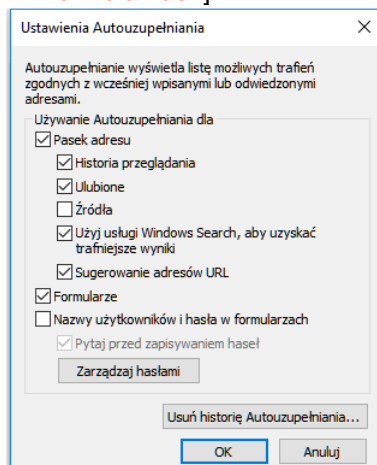 Ustawienia Autouzupełniania
Autouzupełnianie wyświetla listę możliwych trafień
zgodnych z wcześniej wpisanymi lub odwiedzonymi
adresami.
Używanie Autouzupełniania dla
Pasek adresu
Historia przeglądania
Ulubione
Źródła
Użyj usługi Windows Search, aby uzyskać
trafniejsze wyniki
Sugerowanie adresów URL
Formularze
Nazwy użytkowników i hasła w formularzach
Pytaj przed zapisywaniem haseł
Zarządzaj hasłami
Usuń historię Autouzupełniania...
OK Anuluj